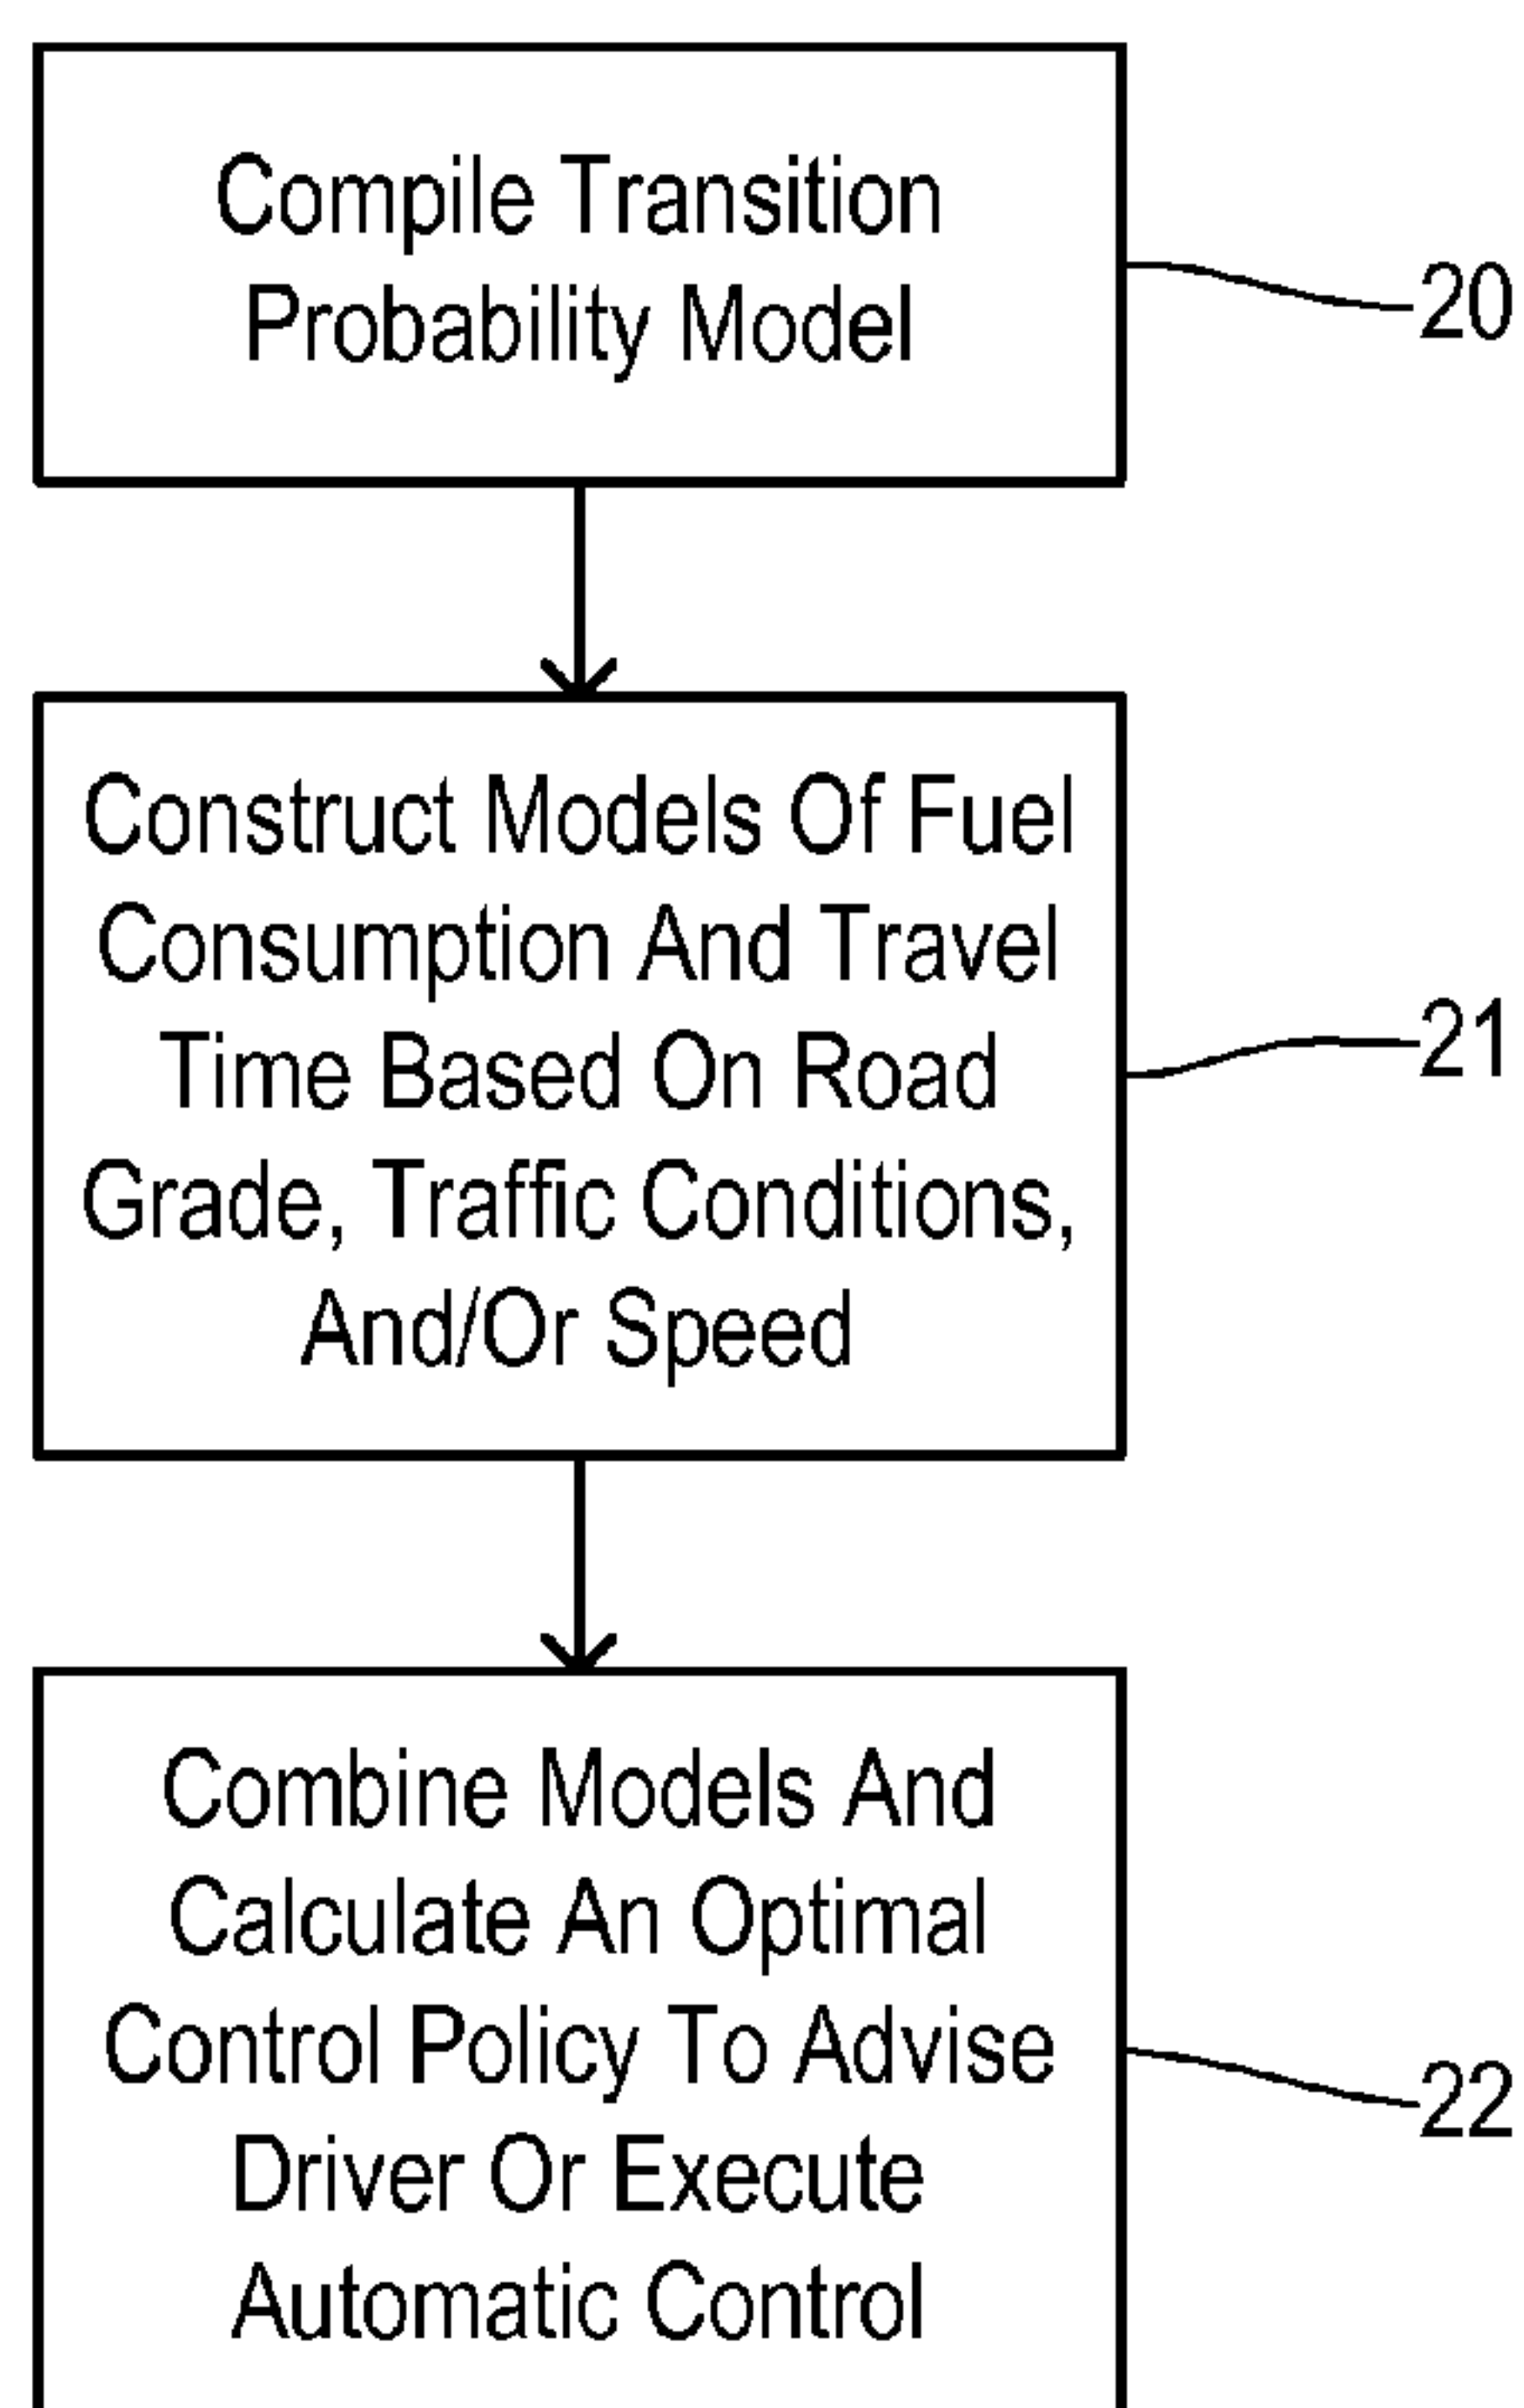 Compile Transition
Probability Model
20
Construct Models Of Fuel
Consumption And Travel
Time Based On Road
Grade, Traffic Conditions,
And/Or Speed
21
Combine Models And
Calculate An Optimal
Control Policy To Advise
Driver Or Execute
Automatic Control
22